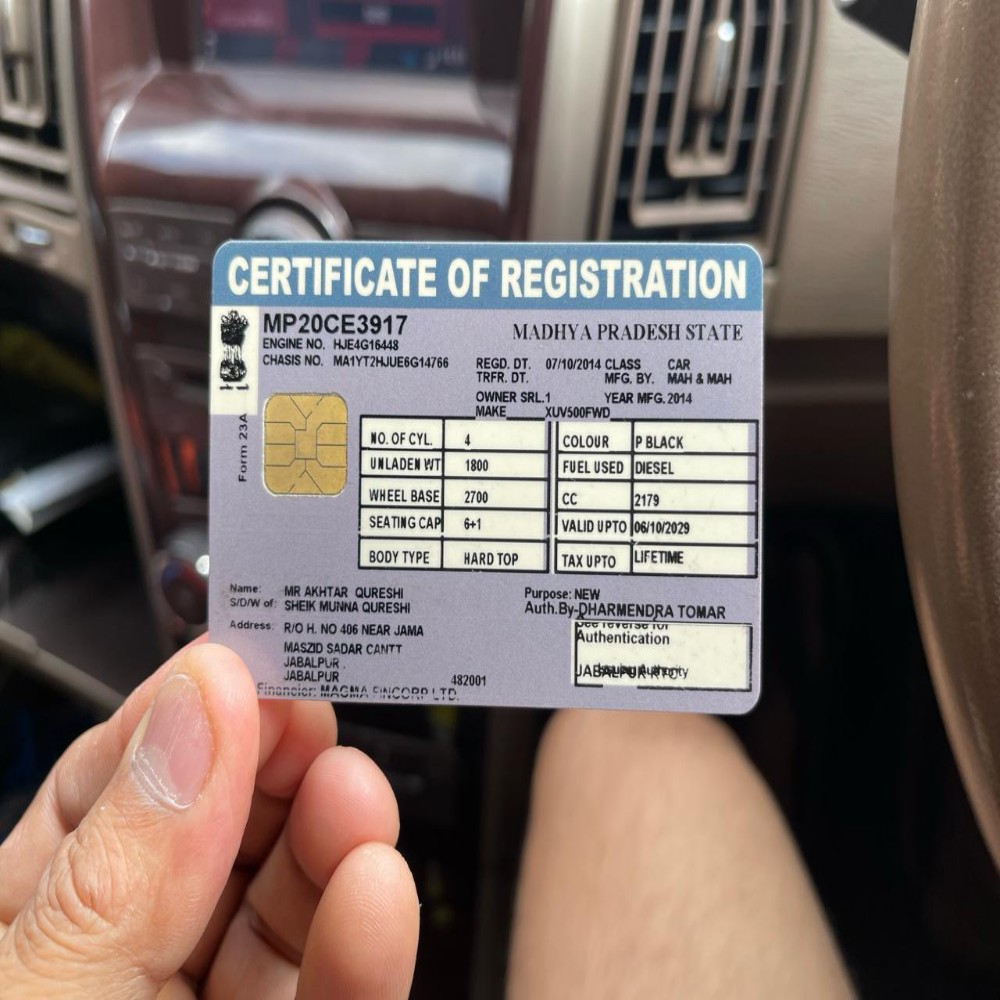 CERTIFICATE OF REGISTRATION
MP20CE3917
MADHYA PRADESH STATE
ENGINE NO. HJE4G16448
CHASIS NO. MA1YT2HJUE6G14766
REGD. DT. 07/10/2014 CLASS CAR
TRFR. DT. MFG. BY. MAH & MAH
OWNER SRL.1 YEAR MFG.2014
MAKE XUV500FWD
Form 23A
NO. OF CYL. 4 COLOUR P BLACK
UNLADEN WT 1800 FUEL USED DIESEL
WHEEL BASE 2700 CC 2179
SEATING CAP 6+1 VALID UPTO 06/10/2029
BODY TYPE HARD TOP TAX UPTO LIFETIME
Name: MR AKHTAR QURESHI
S/D/W of: SHEIK MUNNA QURESHI
Address: R/O H. NO 406 NEAR JAMA
MASZID SADAR CANTT
JABALPUR .
JABALPUR 482001
Financier: MAGMA FINCORP LTD.
Purpose: NEW
Auth.By-DHARMENDRA TOMAR
See reverse for
Authentication
JABALPUR